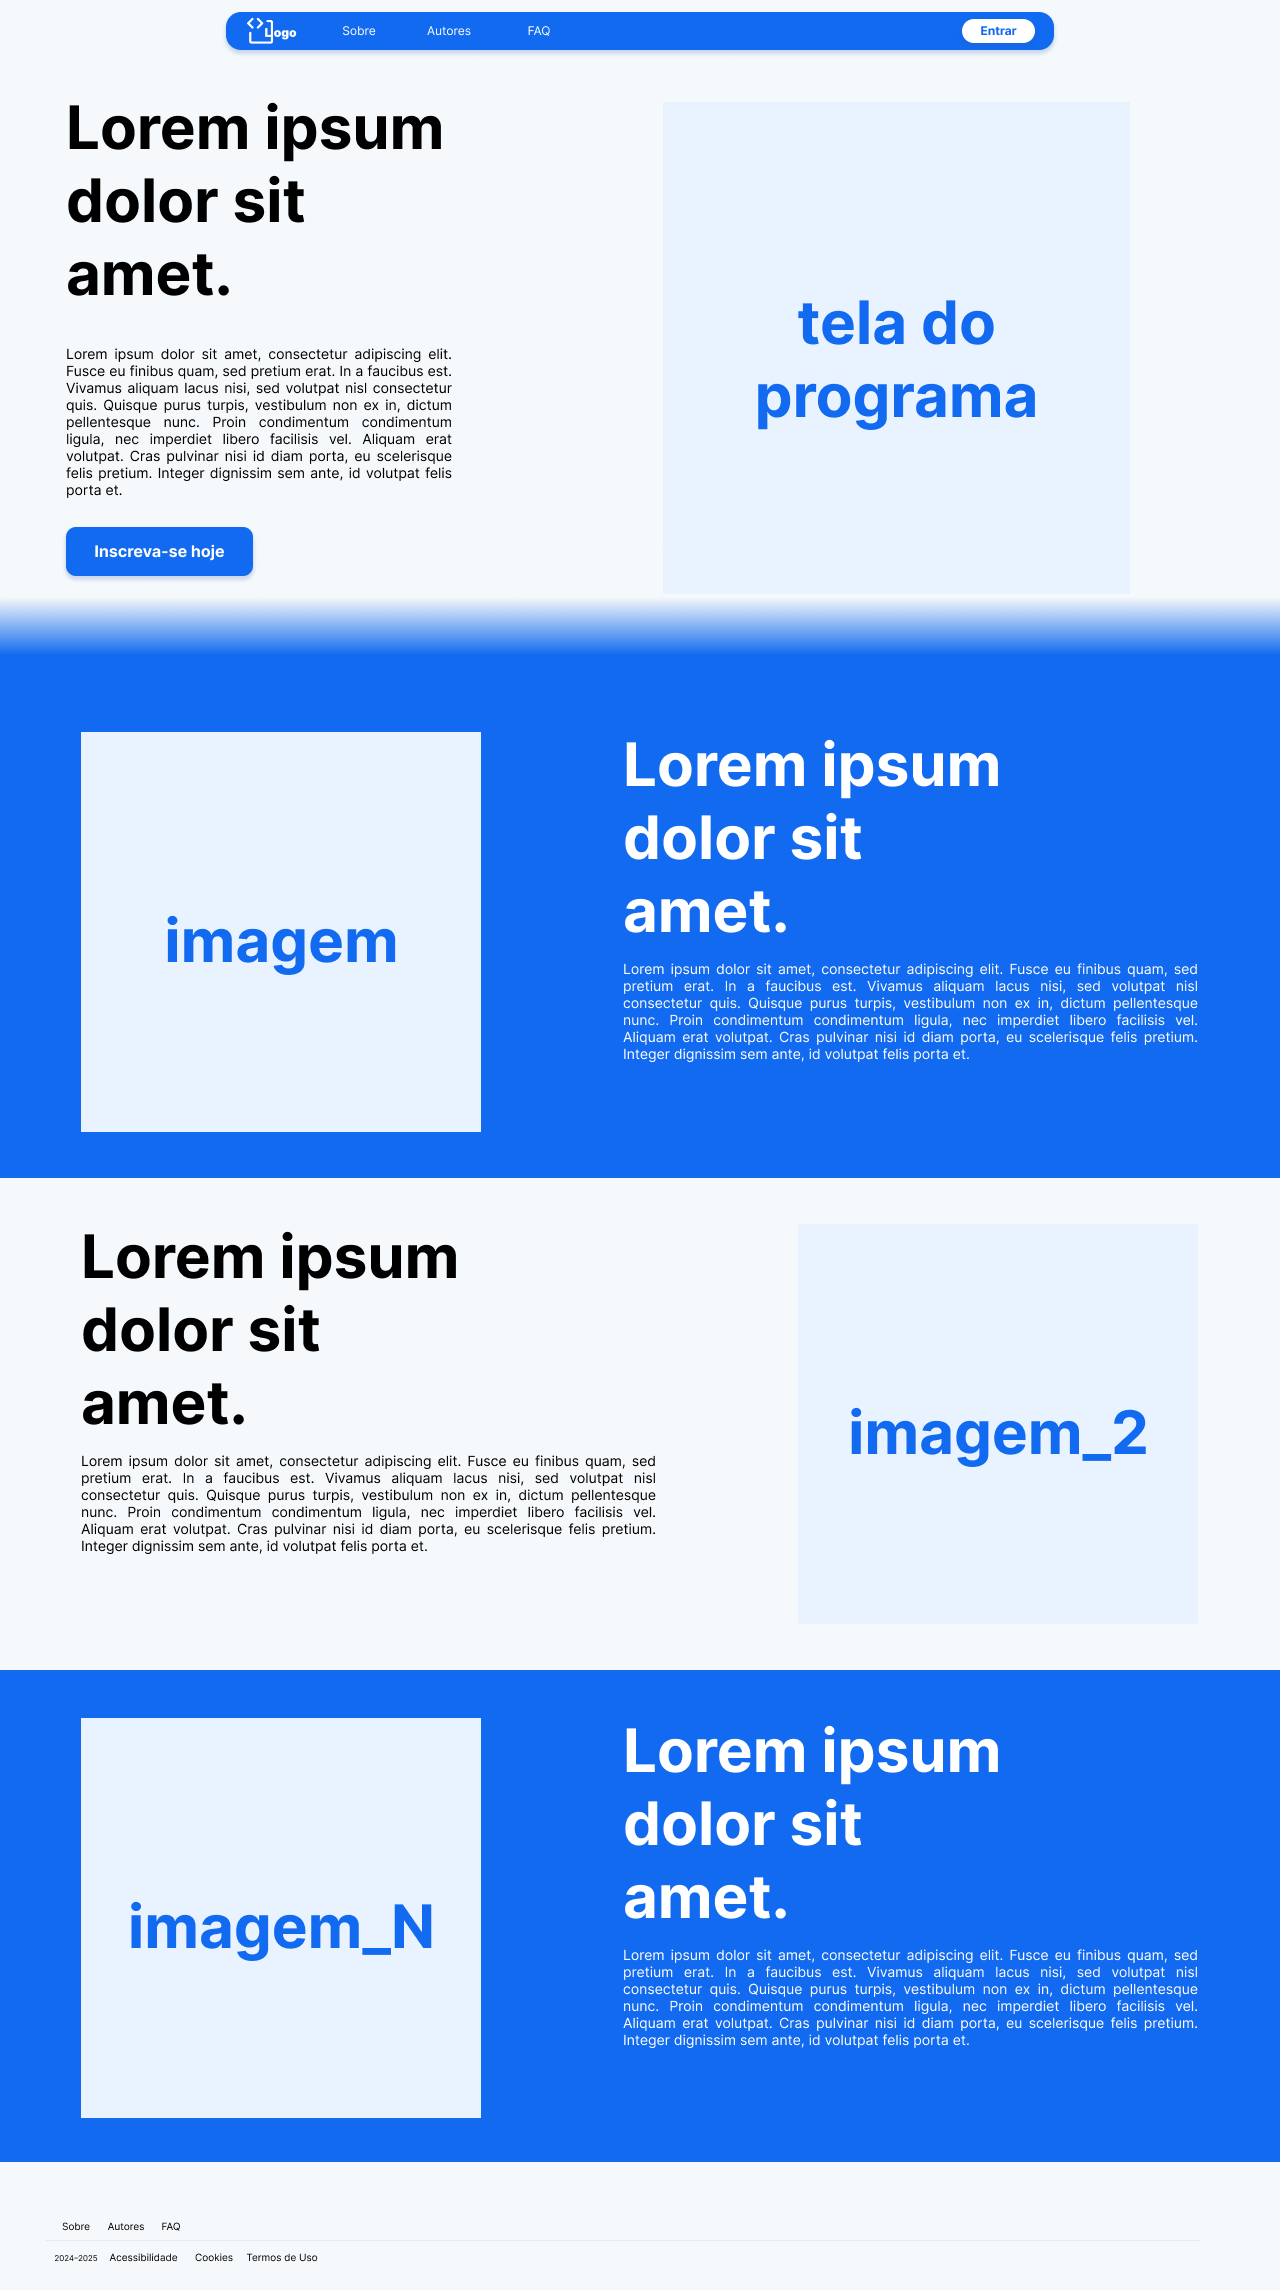 Logo
Sobre Autores FAQ Entrar
Lorem ipsum
dolor sit
amet.
Lorem ipsum dolor sit amet, consectetur adipiscing elit.
Fusce eu finibus quam, sed pretium erat. In a faucibus est.
Vivamus aliquam lacus nisi, sed volutpat nisl consectetur
quis. Quisque purus turpis, vestibulum non ex in, dictum
pellentesque nunc. Proin condimentum condimentum
ligula, nec imperdiet libero facilisis vel. Aliquam erat
volutpat. Cras pulvinar nisi id diam porta, eu scelerisque
felis pretium. Integer dignissim sem ante, id volutpat felis
porta et.
Inscreva-se hoje
tela do
programa
imagem
Lorem ipsum
dolor sit
amet.
Lorem ipsum dolor sit amet, consectetur adipiscing elit. Fusce eu finibus quam, sed
pretium erat. In a faucibus est. Vivamus aliquam lacus nisi, sed volutpat nisl
consectetur quis. Quisque purus turpis, vestibulum non ex in, dictum pellentesque
nunc. Proin condimentum condimentum ligula, nec imperdiet libero facilisis vel.
Aliquam erat volutpat. Cras pulvinar nisi id diam porta, eu scelerisque felis pretium.
Integer dignissim sem ante, id volutpat felis porta et.
Lorem ipsum
dolor sit
amet.
Lorem ipsum dolor sit amet, consectetur adipiscing elit. Fusce eu finibus quam, sed
pretium erat. In a faucibus est. Vivamus aliquam lacus nisi, sed volutpat nisl
consectetur quis. Quisque purus turpis, vestibulum non ex in, dictum pellentesque
nunc. Proin condimentum condimentum ligula, nec imperdiet libero facilisis vel.
Aliquam erat volutpat. Cras pulvinar nisi id diam porta, eu scelerisque felis pretium.
Integer dignissim sem ante, id volutpat felis porta et.
imagem_2
imagem_N
Lorem ipsum
dolor sit
amet.
Lorem ipsum dolor sit amet, consectetur adipiscing elit. Fusce eu finibus quam, sed
pretium erat. In a faucibus est. Vivamus aliquam lacus nisi, sed volutpat nisl
consectetur quis. Quisque purus turpis, vestibulum non ex in, dictum pellentesque
nunc. Proin condimentum condimentum ligula, nec imperdiet libero facilisis vel.
Aliquam erat volutpat. Cras pulvinar nisi id diam porta, eu scelerisque felis pretium.
Integer dignissim sem ante, id volutpat felis porta et.
Sobre Autores FAQ
2024–2025 Acessibilidade Cookies Termos de Uso